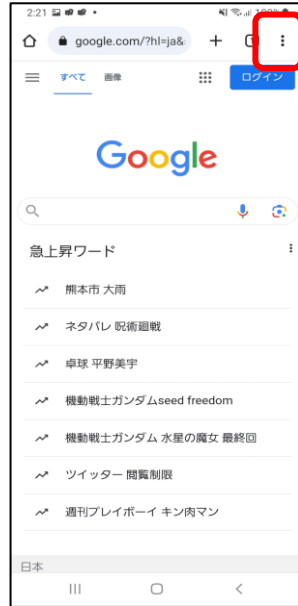 2:21
google.com/?hl=ja&
すべて 画像
ログイン
Google
急上昇ワード
熊本市 大雨
ネタバレ 呪術廻戦
卓球 平野美宇
機動戦士ガンダムseed freedom
機動戦士ガンダム 水星の魔女 最終回
ツイッター 閲覧制限
週刊プレイボーイ キン肉マン
日本